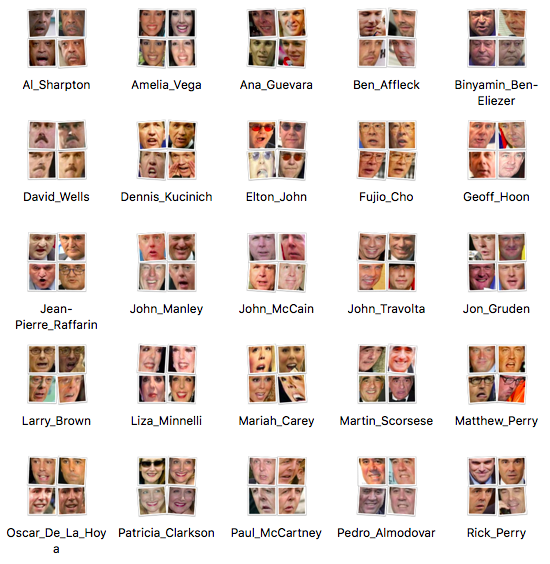 Al_Sharpton
Amelia_Vega
Ana_Guevara
Ben_Affleck
Binyamin_Ben-
Eliezer
David_Wells
Dennis_Kucinich
Elton_John
Fujio_Cho
Geoff_Hoon
Jean-
Pierre_Raffarin
John_Manley
John_McCain
John_Travolta
Jon_Gruden
Larry_Brown
Liza_Minnelli
Mariah_Carey
Martin_Scorsese
Matthew_Perry
Oscar_De_La_Hoy
a
Patricia_Clarkson
Paul_McCartney
Pedro_Almodovar
Rick_Perry